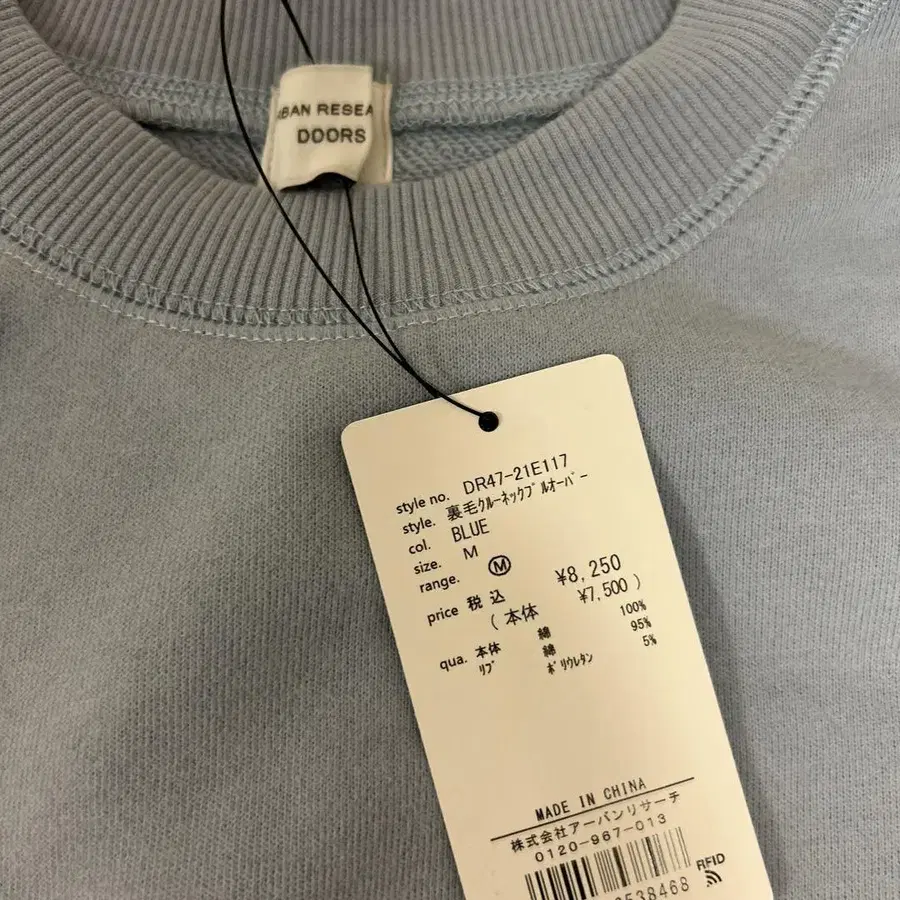 BAN RESEA
DOORS
style no. DR47-21E117
style. 裏毛クルーネックプルオーバー
col. BLUE
size. M
range. Ⓜ
price 税込 ¥8,250
(本体 ¥7,500)
qua. 本体 綿 100%
リブ 綿 95%
ポリウレタン 5%
MADE IN CHINA
株式会社アーバンリサーチ
0120-967-013
RFID
538468